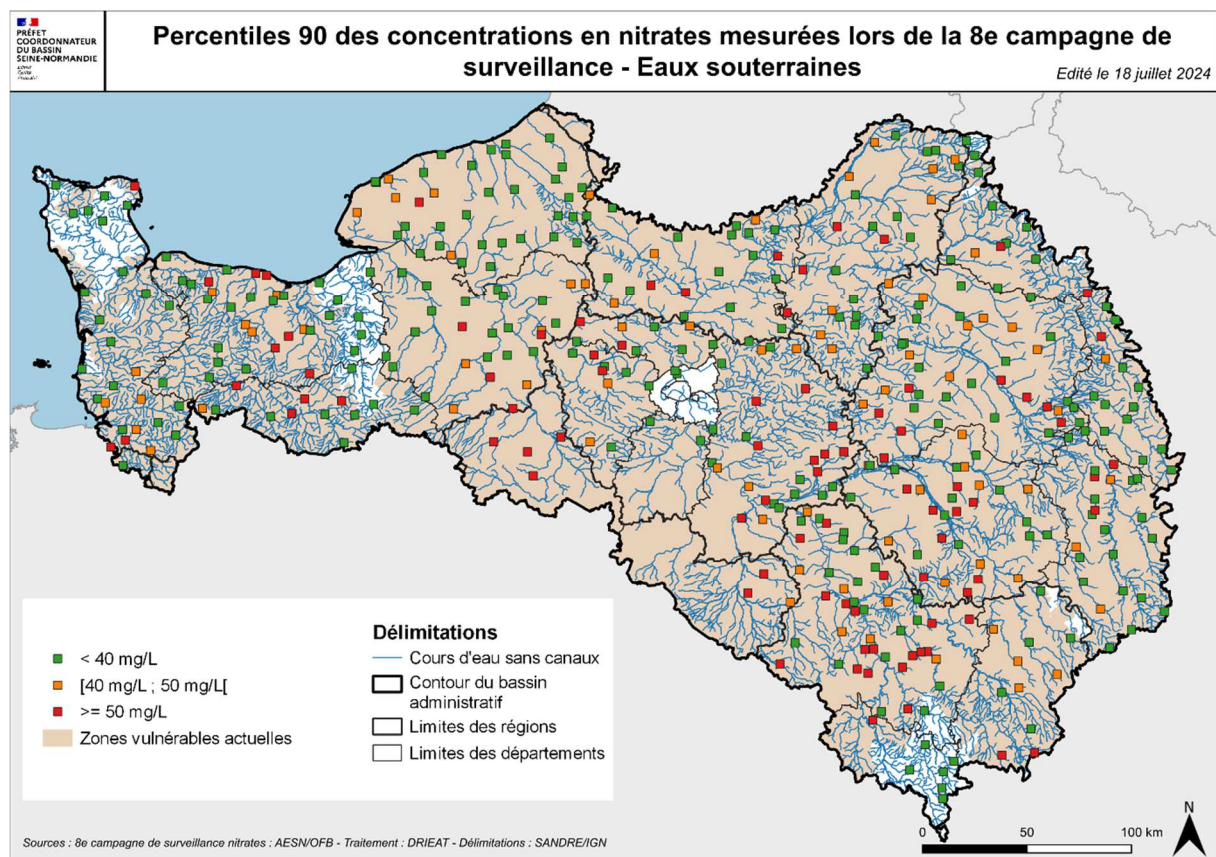 PRÉFET
COORDONNATEUR
DU BASSIN
SEINE-NORMANDIE
Percentiles 90 des concentrations en nitrates mesurées lors de la 8e campagne de
surveillance - Eaux souterraines
Edité le 18 juillet 2024
< 40 mg/L
[40 mg/L ; 50 mg/L[
>= 50 mg/L
Zones vulnérables actuelles
Délimitations
Cours d'eau sans canaux
Contour du bassin
administratif
Limites des régions
Limites des départements
N
0 50 100 km
Sources : 8e campagne de surveillance nitrates : AESN/OFB - Traitement : DRIEAT - Délimitations : SANDRE/IGN